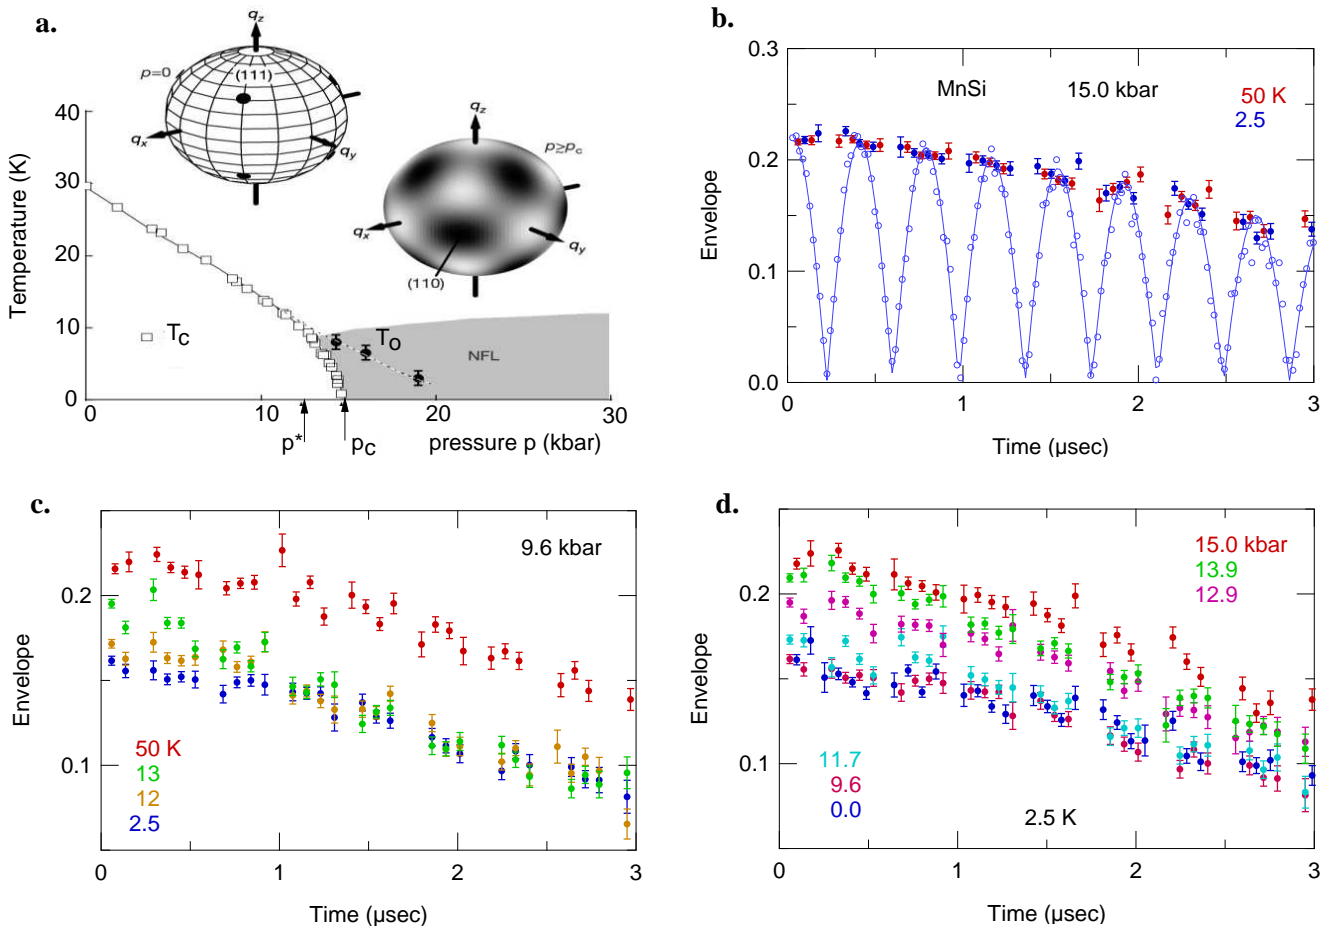 a.
q_z
p=0
(111)
q_x
q_y
q_z
p≥p_c
q_x
q_y
(110)
Temperature (K)
40
30
20
10
0
T_C
T_O
NFL
0
10
20
30
p*
p_C
pressure p (kbar)
b.
MnSi
15.0 kbar
50 K
2.5
Envelope
0.3
0.2
0.1
0.0
0
1
2
3
Time (μsec)
c.
9.6 kbar
Envelope
0.2
0.1
50 K
13
12
2.5
0
1
2
3
Time (μsec)
d.
15.0 kbar
13.9
12.9
Envelope
0.2
0.1
11.7
9.6
0.0
2.5 K
0
1
2
3
Time (μsec)